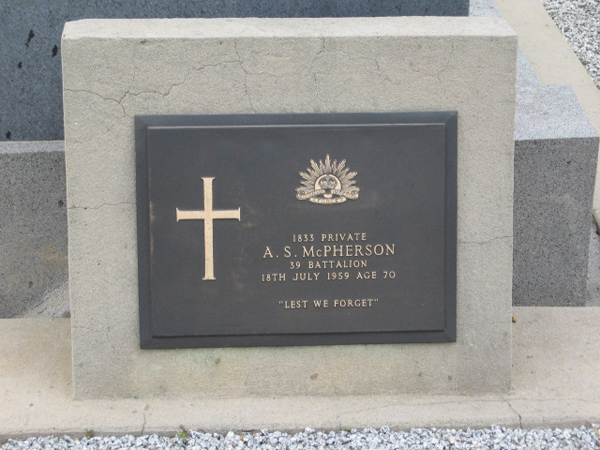 1833 PRIVATE
A. S. McPHERSON
39 BATTALION
18TH JULY 1959 AGE 70
"LEST WE FORGET"